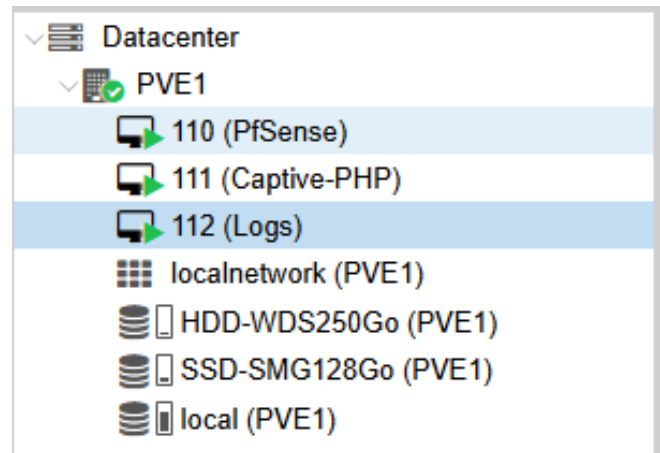 Datacenter
PVE1
110 (PfSense)
111 (Captive-PHP)
112 (Logs)
localnetwork (PVE1)
HDD-WDS250Go (PVE1)
SSD-SMG128Go (PVE1)
local (PVE1)